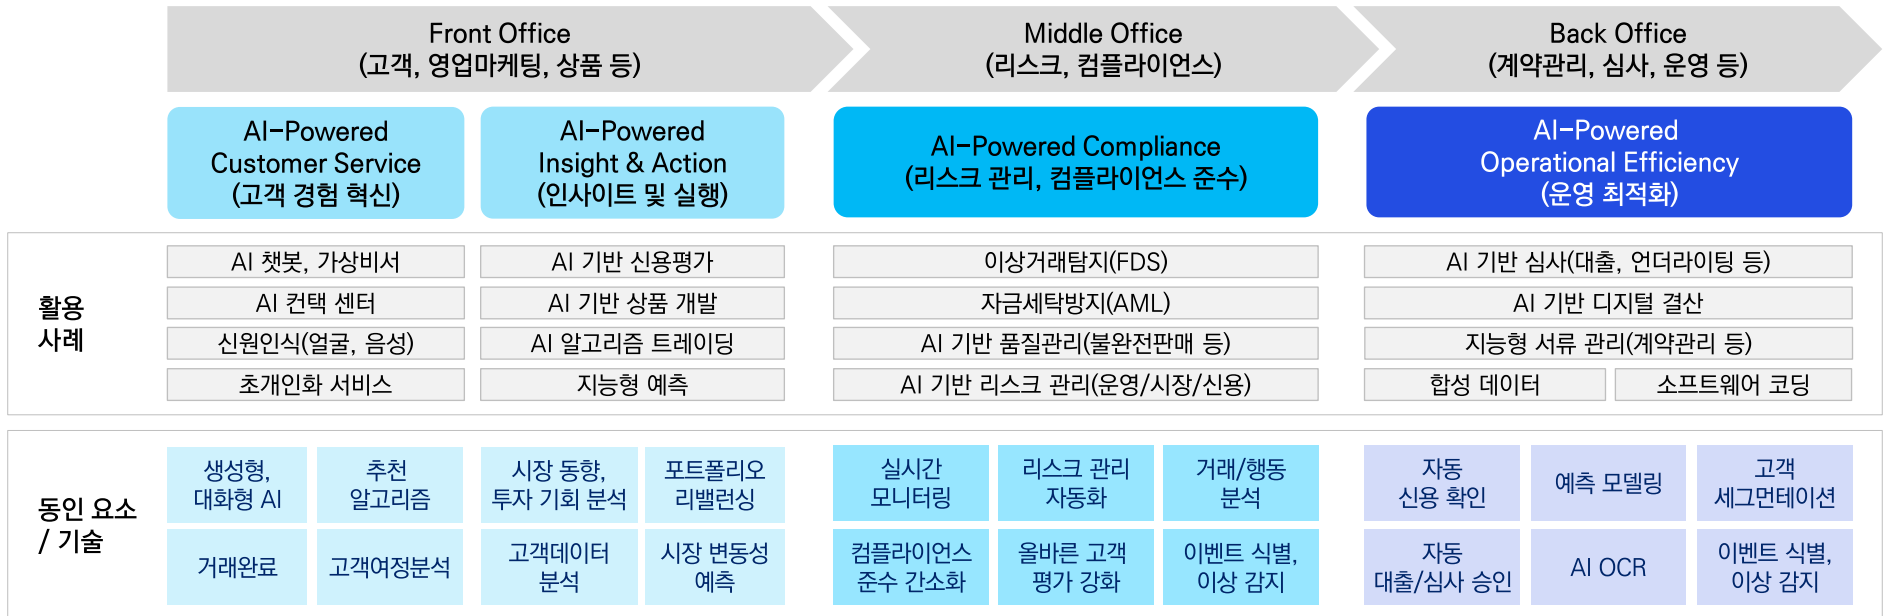 Front Office
(고객, 영업마케팅, 상품 등)
Middle Office
(리스크, 컴플라이언스)
Back Office
(계약관리, 심사, 운영 등)
AI-Powered
Customer Service
(고객 경험 혁신)
AI-Powered
Insight & Action
(인사이트 및 실행)
AI-Powered Compliance
(리스크 관리, 컴플라이언스 준수)
AI-Powered
Operational Efficiency
(운영 최적화)
활용
사례
AI 챗봇, 가상비서
AI 컨택 센터
신원인식(얼굴, 음성)
초개인화 서비스
AI 기반 신용평가
AI 기반 상품 개발
AI 알고리즘 트레이딩
지능형 예측
이상거래탐지(FDS)
자금세탁방지(AML)
AI 기반 품질관리(불완전판매 등)
AI 기반 리스크 관리(운영/시장/신용)
AI 기반 심사(대출, 언더라이팅 등)
AI 기반 디지털 결산
지능형 서류 관리(계약관리 등)
합성 데이터
소프트웨어 코딩
동인 요소
/ 기술
생성형,
대화형 AI
추천
알고리즘
거래완료
고객여정분석
시장 동향,
투자 기회 분석
포트폴리오
리밸런싱
고객데이터
분석
시장 변동성
예측
실시간
모니터링
리스크 관리
자동화
거래/행동
분석
컴플라이언스
준수 간소화
올바른 고객
평가 강화
이벤트 식별,
이상 감지
자동
신용 확인
예측 모델링
고객
세그먼테이션
자동
대출/심사 승인
AI OCR
이벤트 식별,
이상 감지